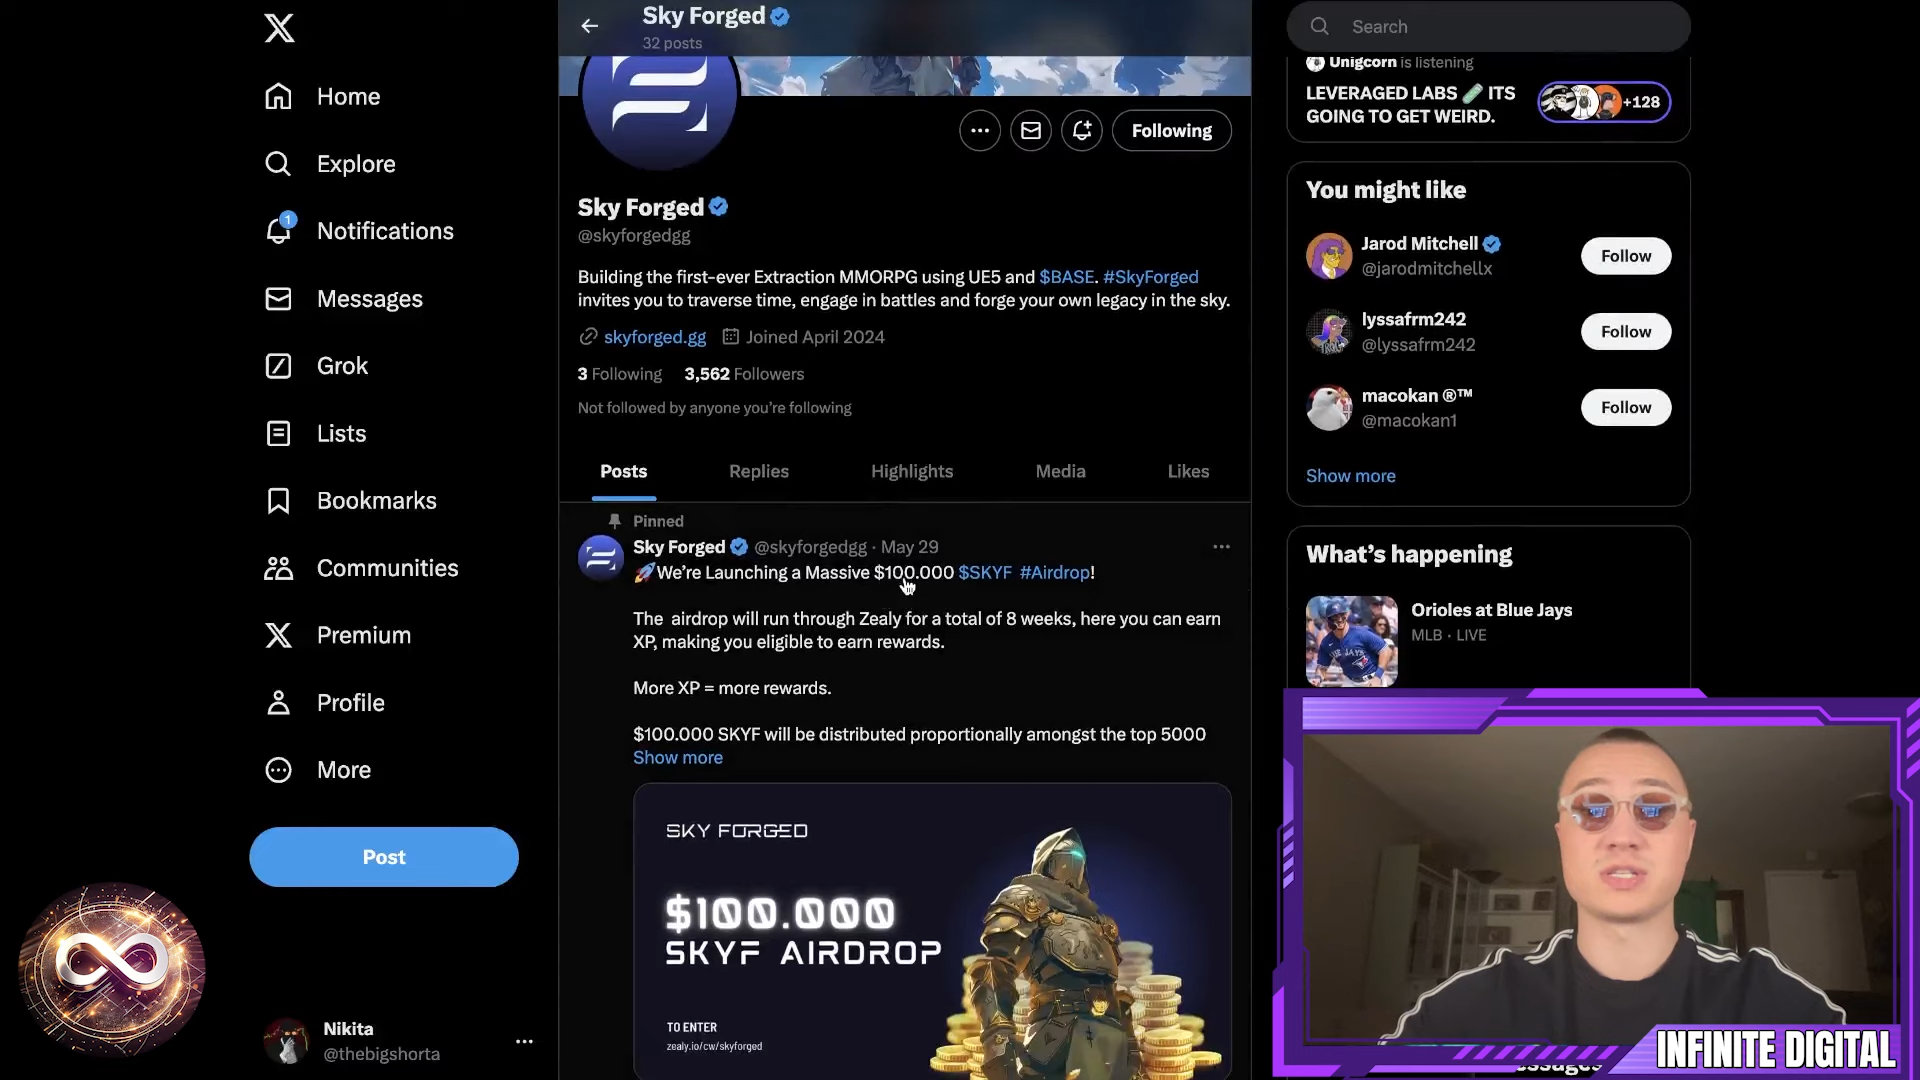 Home
Explore
1
Notifications
Messages
Grok
Lists
Bookmarks
Communities
Premium
Profile
More
Post
Nikita
@thebigshorta
Sky Forged
32 posts
Following
Sky Forged
@skyforgedgg
Building the first-ever Extraction MMORPG using UE5 and $BASE. #SkyForged
invites you to traverse time, engage in battles and forge your own legacy in the sky.
skyforged.gg Joined April 2024
3 Following 3,562 Followers
Not followed by anyone you're following
Posts Replies Highlights Media Likes
Pinned
Sky Forged @skyforgedgg · May 29
🚀We're Launching a Massive $100.000 $SKYF #Airdrop!
The airdrop will run through Zealy for a total of 8 weeks, here you can earn
XP, making you eligible to earn rewards.
More XP = more rewards.
$100.000 SKYF will be distributed proportionally amongst the top 5000
Show more
SKY FORGED
$100.000
SKYF AIRDROP
TO ENTER
zealy.io/cw/skyforged
Search
Unigcorn is listening
LEVERAGED LABS 🧪 ITS
GOING TO GET WEIRD.
+128
You might like
Jarod Mitchell
@jarodmitchellx
Follow
lyssafrm242
@lyssafrm242
Follow
macokan ®™
@macokan1
Follow
Show more
What's happening
Orioles at Blue Jays
MLB · LIVE
INFINITE DIGITAL